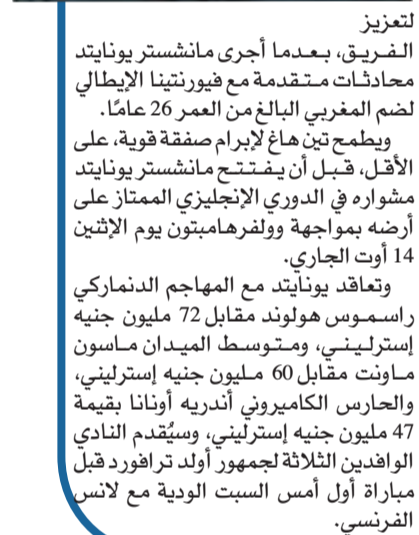 لتعزيز
الفريق، بعدما أجرى مانشستر يونايتد
محادثات متقدمة مع فيورنتينا الإيطالي
لضم المغربي البالغ من العمر 26 عامًا.
ويطمح تين هاغ لإبرام صفقة قوية، على
الأقل، قبل أن يفتتح مانشستر يونايتد
مشواره في الدوري الإنجليزي الممتاز على
أرضه بمواجهة وولفرهامبتون يوم الإثنين
14 أوت الجاري.
وتعاقد يونايتد مع المهاجم الدنماركي
راسموس هولوند مقابل 72 مليون جنيه
إسترليني، ومتوسط الميدان ماسون
ماونت مقابل 60 مليون جنيه إسترليني،
والحارس الكاميروني أندريه أونانا بقيمة
47 مليون جنيه إسترليني، وسيُقدم النادي
الوافدين الثلاثة لجمهور أولد ترافورد قبل
مباراة أول أمس السبت الودية مع لانس
الفرنسي.